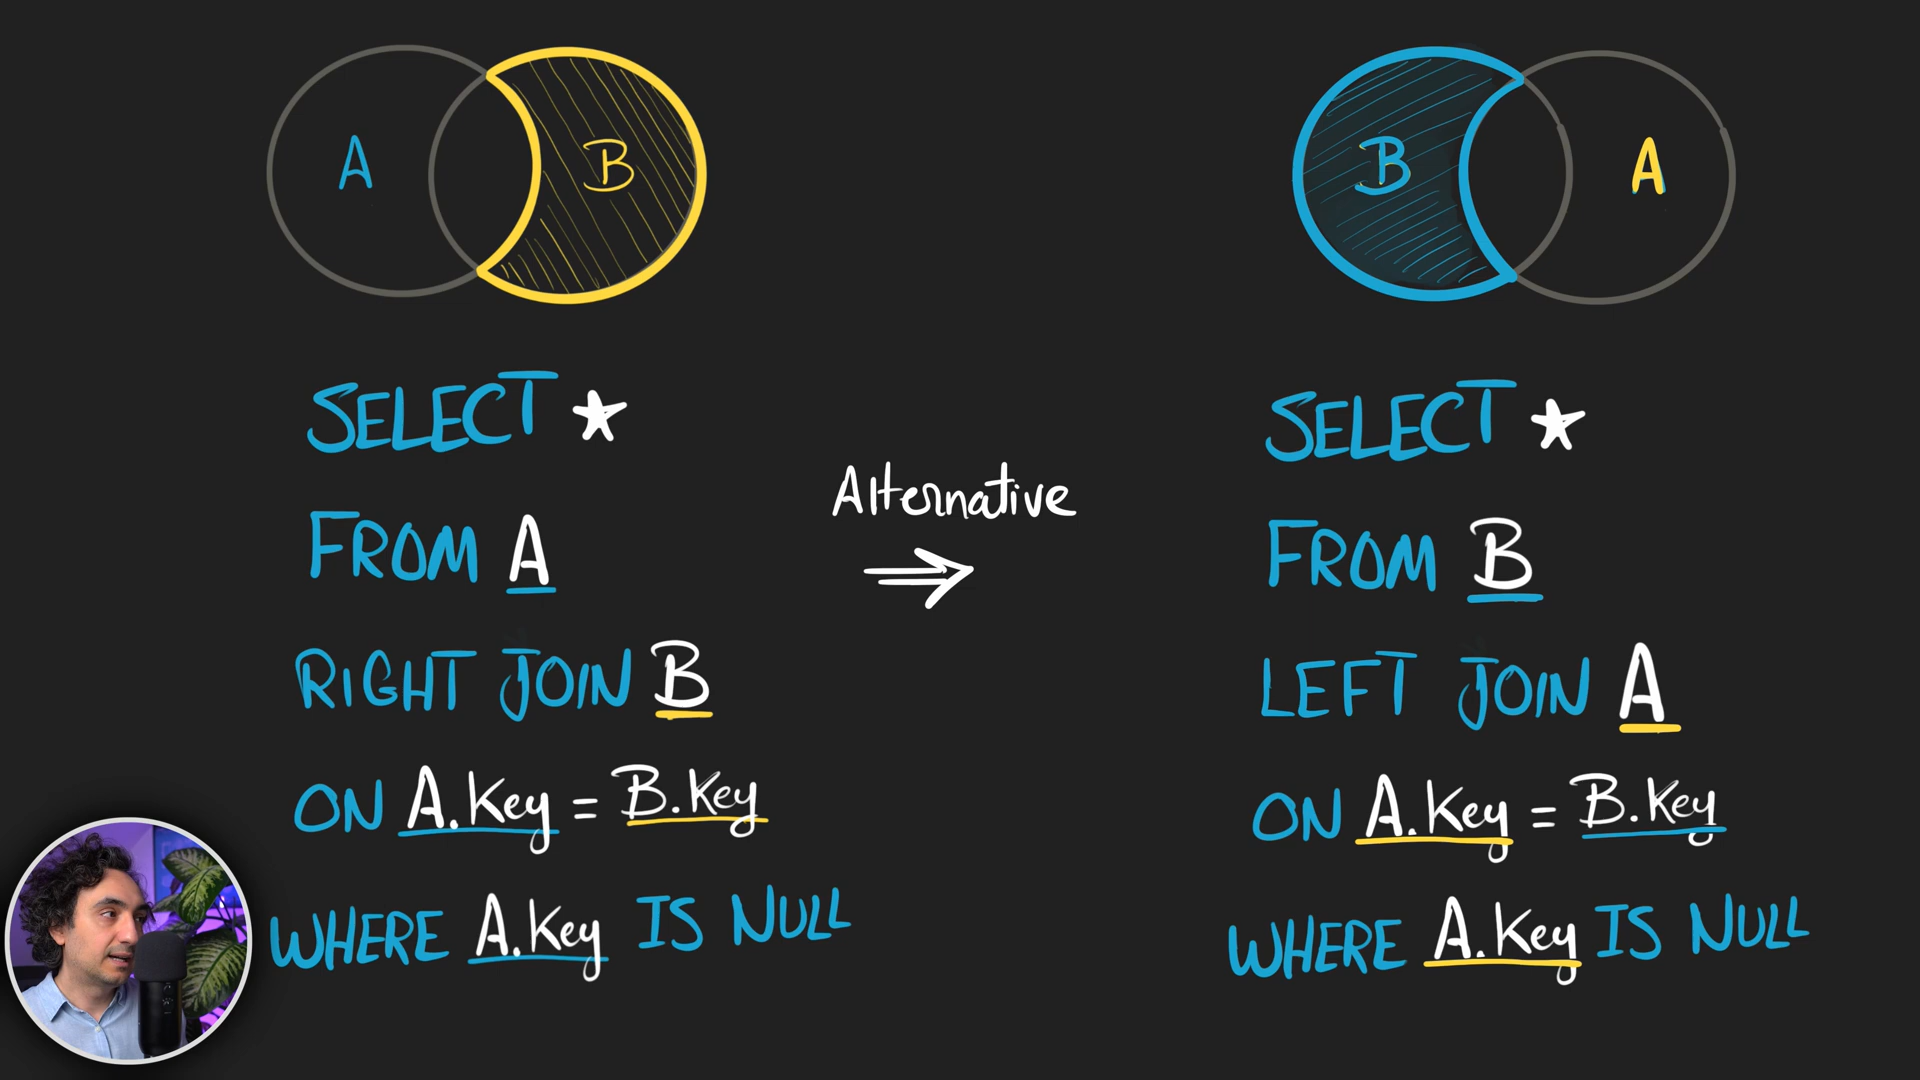 A B
SELECT *
FROM A
RIGHT JOIN B
ON A.Key = B.Key
WHERE A.Key IS NULL
Alternative
B A
SELECT *
FROM B
LEFT JOIN A
ON A.Key = B.Key
WHERE A.Key IS NULL